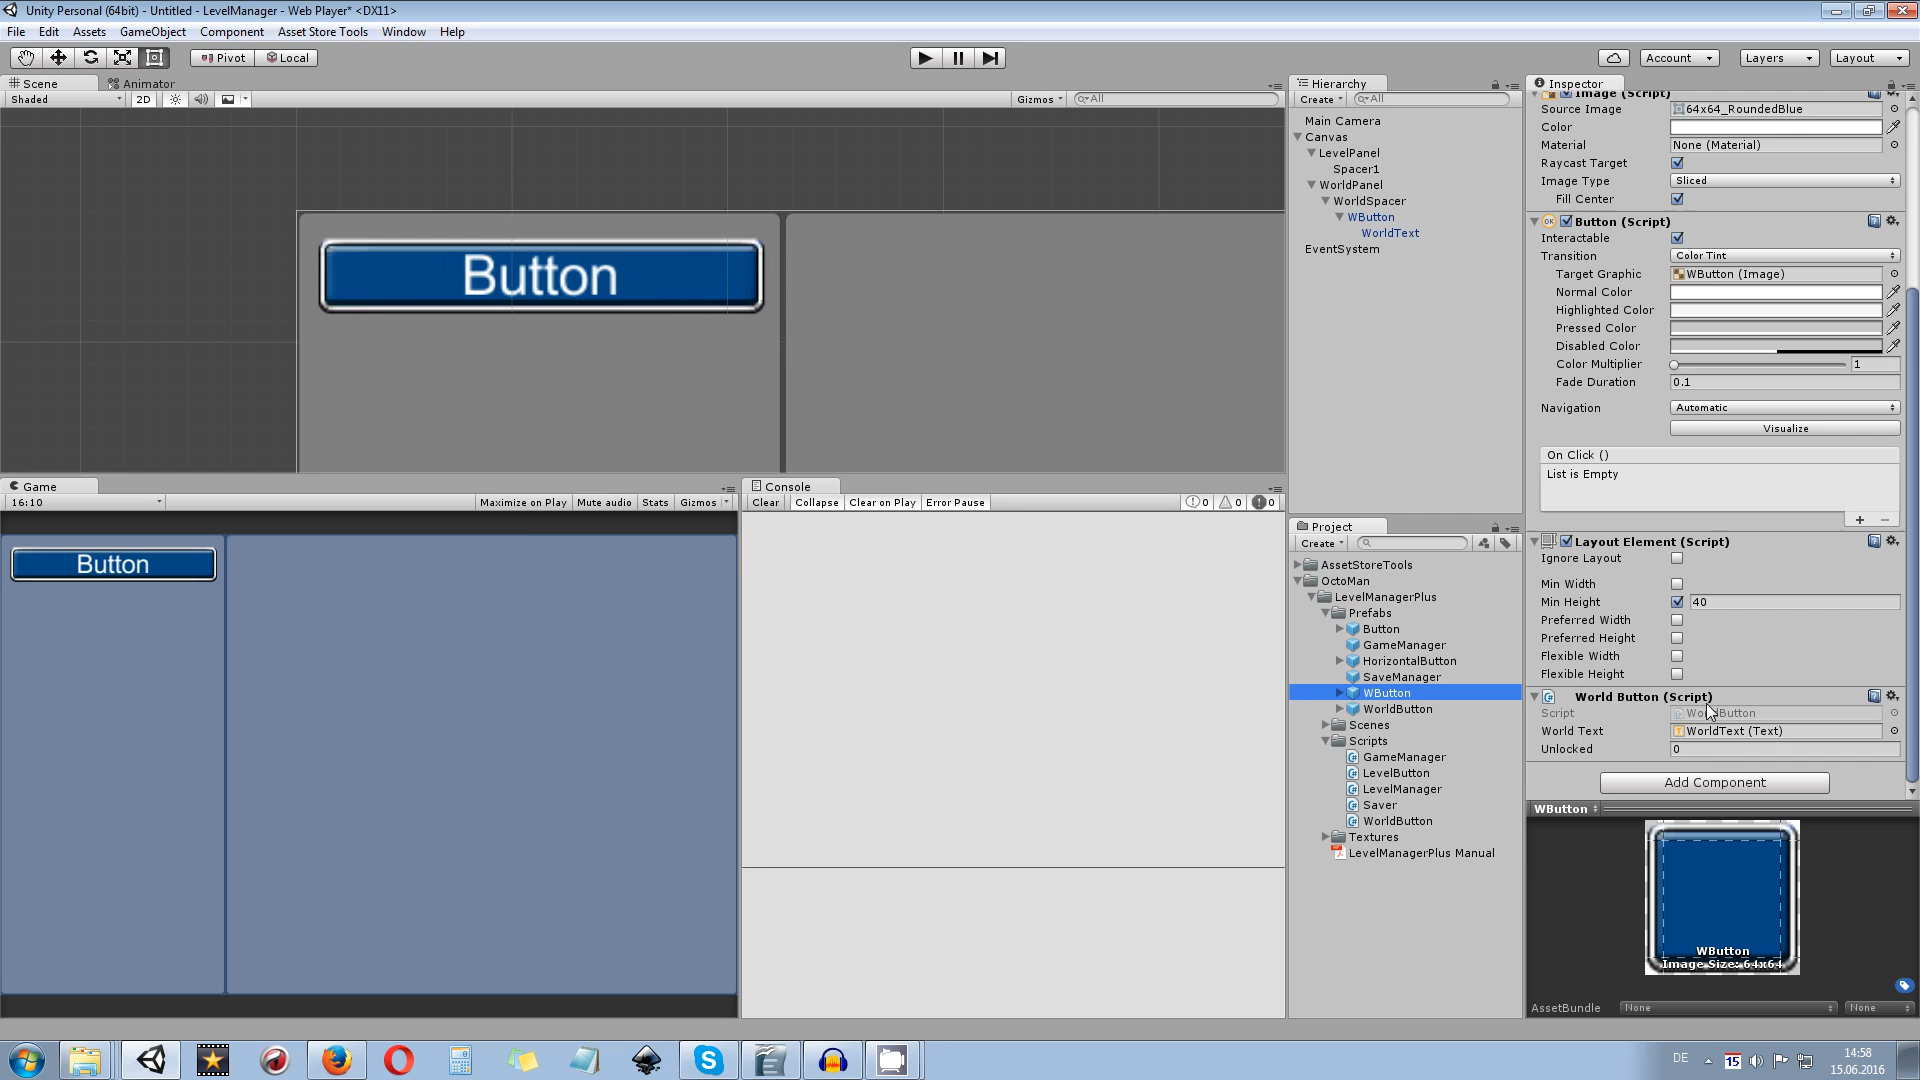 Unity Personal (64bit) - Untitled - LevelManager - Web Player* <DX11>
File Edit Assets GameObject Component Asset Store Tools Window Help
Pivot Local Account Layers Layout
Scene Animator
Shaded 2D Gizmos All
Button
Game
16:10 Maximize on Play Mute audio Stats Gizmos
Button
Console
Clear Collapse Clear on Play Error Pause 0 0 0
Hierarchy
Create All
Main Camera
Canvas
LevelPanel
Spacer1
WorldPanel
WorldSpacer
WButton
WorldText
EventSystem
Project
Create
AssetStoreTools
OctoMan
LevelManagerPlus
Prefabs
Button
GameManager
HorizontalButton
SaveManager
WButton
WorldButton
Scenes
Scripts
GameManager
LevelButton
LevelManager
Saver
WorldButton
Textures
LevelManagerPlus Manual
Inspector
Image (Script)
Source Image 64x64_RoundedBlue
Color
Material None (Material)
Raycast Target
Image Type Sliced
Fill Center
OK Button (Script)
Interactable
Transition Color Tint
Target Graphic WButton (Image)
Normal Color
Highlighted Color
Pressed Color
Disabled Color
Color Multiplier 1
Fade Duration 0.1
Navigation Automatic
Visualize
On Click ()
List is Empty
Layout Element (Script)
Ignore Layout
Min Width
Min Height 40
Preferred Width
Preferred Height
Flexible Width
Flexible Height
World Button (Script)
Script WorldButton
World Text WorldText (Text)
Unlocked 0
Add Component
WButton
WButton
Image Size: 64x64
AssetBundle None None
DE 15 14:58
15.06.2016